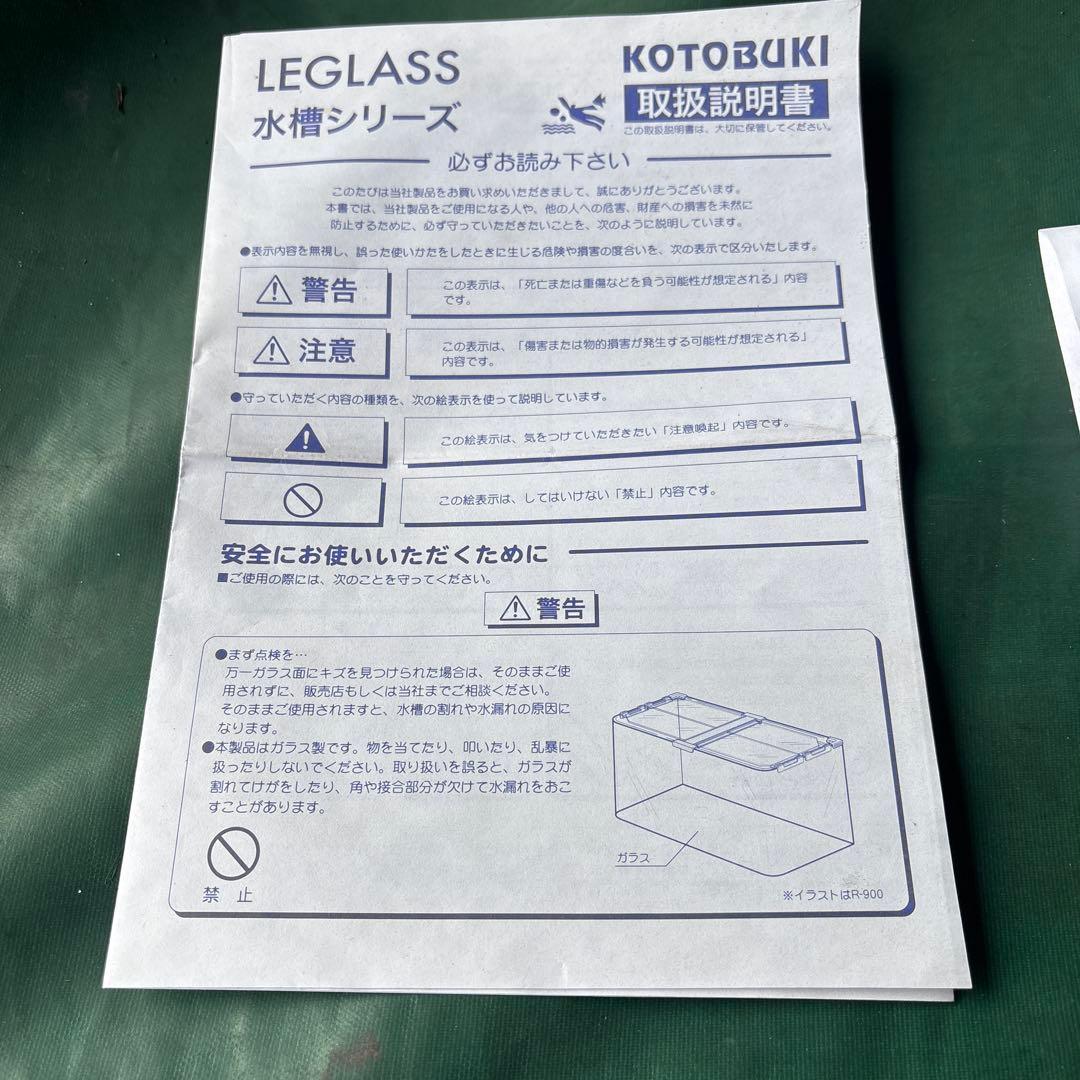 LEGLASS
水槽シリーズ
KOTOBUKI
取扱説明書
この取扱説明書は、大切に保管してください。
必ずお読み下さい
このたびは当社製品をお買い求めいただきまして、誠にありがとうございます。
本書では、当社製品をご使用になる人や、他の人への危害、財産への損害を未然に
防止するために、必ず守っていただきたいことを、次のように説明しています。
●表示内容を無視し、誤った使いかたをしたときに生じる危険や損害の度合いを、次の表示で区分いたします。
警告
この表示は、「死亡または重傷などを負う可能性が想定される」内容
です。
注意
この表示は、「傷害または物的損害が発生する可能性が想定される」
内容です。
●守っていただく内容の種類を、次の絵表示を使って説明しています。
この絵表示は、気をつけていただきたい「注意喚起」内容です。
この絵表示は、してはいけない「禁止」内容です。
安全にお使いいただくために
■ご使用の際には、次のことを守ってください。
警告
●まず点検を…
万一ガラス面にキズを見つけられた場合は、そのままご使
用されずに、販売店もしくは当社までご相談ください。
そのままご使用されますと、水槽の割れや水漏れの原因に
なります。
●本製品はガラス製です。物を当てたり、叩いたり、乱暴に
扱ったりしないでください。取り扱いを誤ると、ガラスが
割れてけがをしたり、角や接合部分が欠けて水漏れをおこ
すことがあります。
禁 止
ガラス
※イラストはR-900